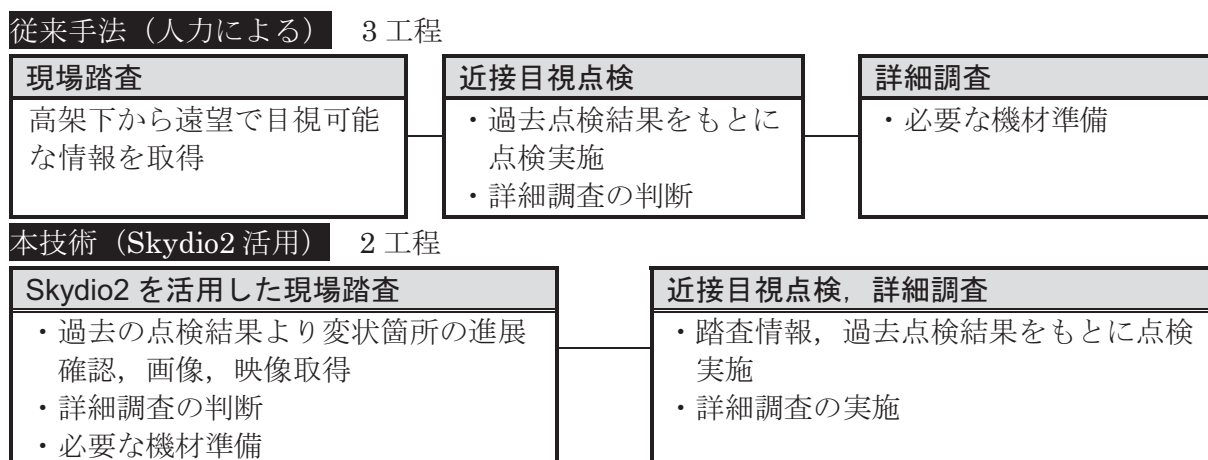 従来手法（人力による） 3 工程
現場踏査
高架下から遠望で目視可能
な情報を取得
近接目視点検
・過去点検結果をもとに
点検実施
・詳細調査の判断
詳細調査
・必要な機材準備
本技術（Skydio2 活用） 2 工程
Skydio2 を活用した現場踏査
・過去の点検結果より変状箇所の進展
確認，画像，映像取得
・詳細調査の判断
・必要な機材準備
近接目視点検，詳細調査
・踏査情報，過去点検結果をもとに点検
実施
・詳細調査の実施